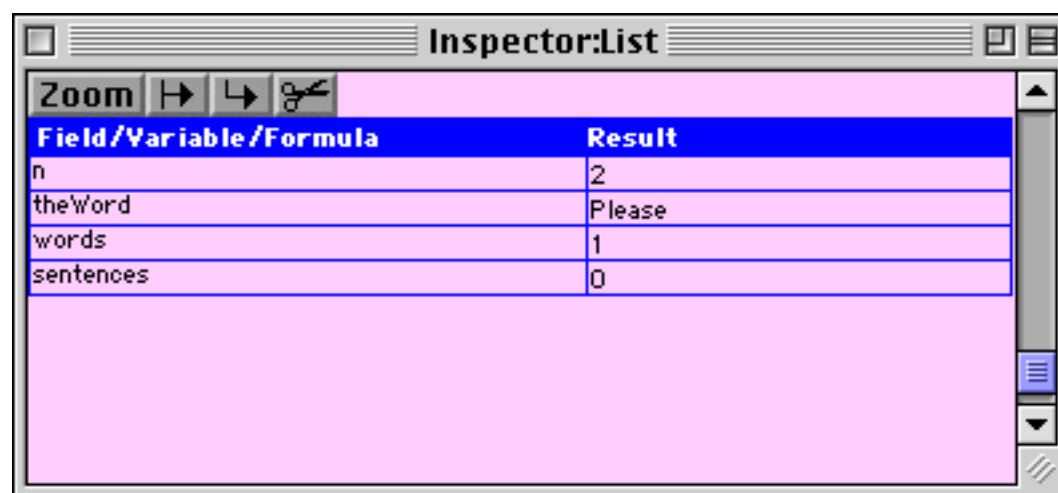 Inspector:List
Zoom
Field/Variable/Formula Result
n 2
theWord Please
words 1
sentences 0